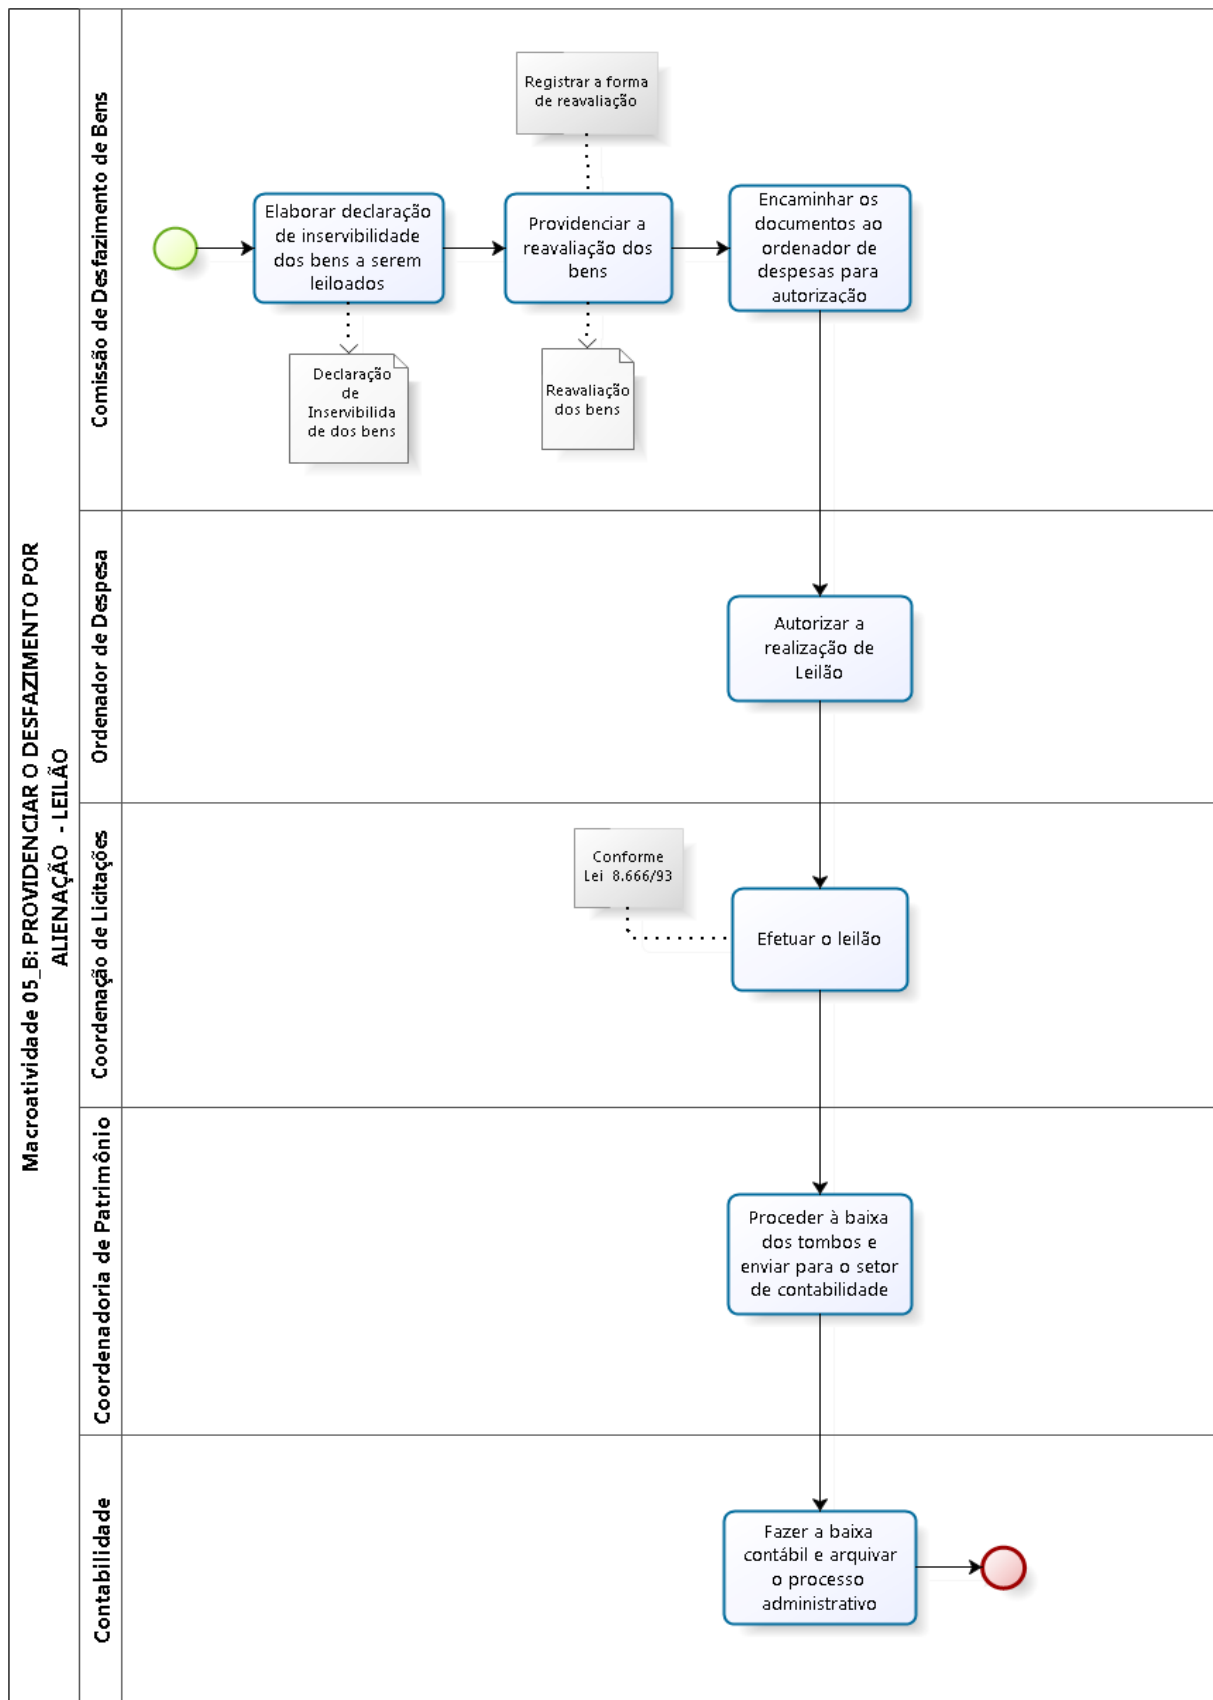 Macroatividade 05_B: PROVIDENCIAR O DESFAZIMENTO POR
ALIENAÇÃO - LEILÃO
Comissão de Desfazimento de Bens
Registrar a forma
de reavaliação
Elaborar declaração
de inservibilidade
dos bens a serem
leiloados
Providenciar a
reavaliação dos
bens
Encaminhar os
documentos ao
ordenador de
despesas para
autorização
Declaração
de
Inservibilida
de dos bens
Reavaliação
dos bens
Ordenador de Despesa
Autorizar a
realização de
Leilão
Coordenação de Licitações
Conforme
Lei 8.666/93
Efetuar o leilão
Coordenadoria de Patrimônio
Proceder à baixa
dos tombos e
enviar para o setor
de contabilidade
Contabilidade
Fazer a baixa
contábil e arquivar
o processo
administrativo